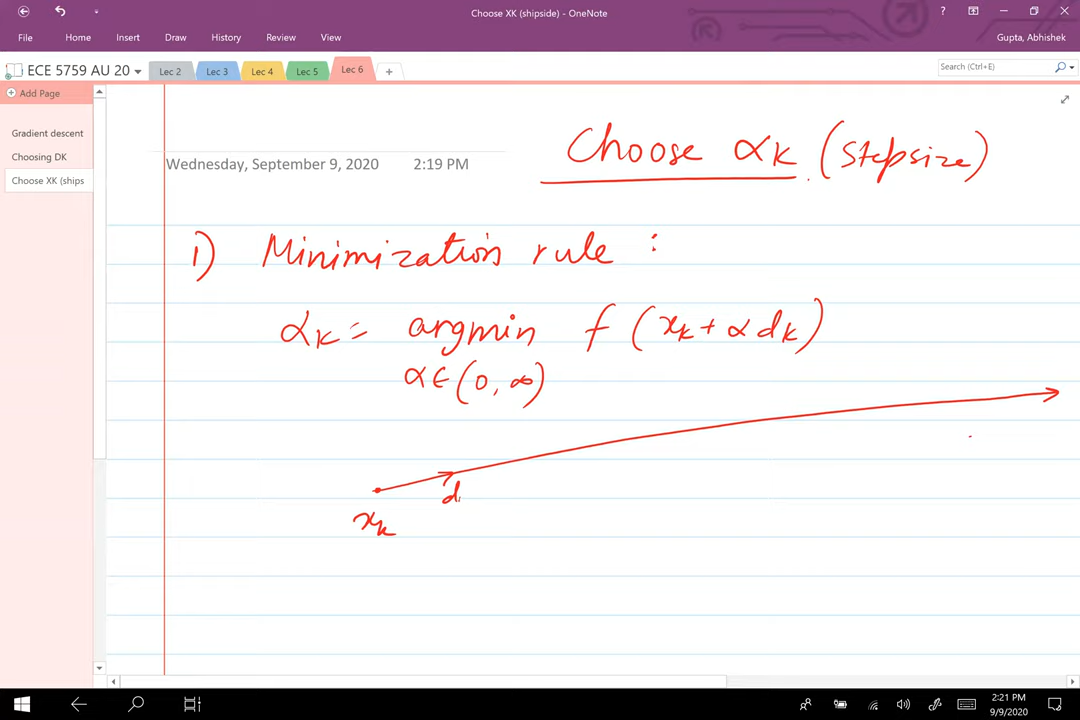 Choose XK (shipside) - OneNote
?
File
Home
Insert
Draw
History
Review
View
Gupta, Abhishek
ECE 5759 AU 20
Lec 2
Lec 3
Lec 4
Lec 5
Lec 6
Search (Ctrl+E)
Add Page
Gradient descent
Choosing DK
Choose XK (ships
Wednesday, September 9, 2020
2:19 PM
Choose αk (stepsize)
1) Minimization rule :
αk = argmin f (xk + α dk)
α∈(0, ∞)
d
xk
2:21 PM
9/9/2020